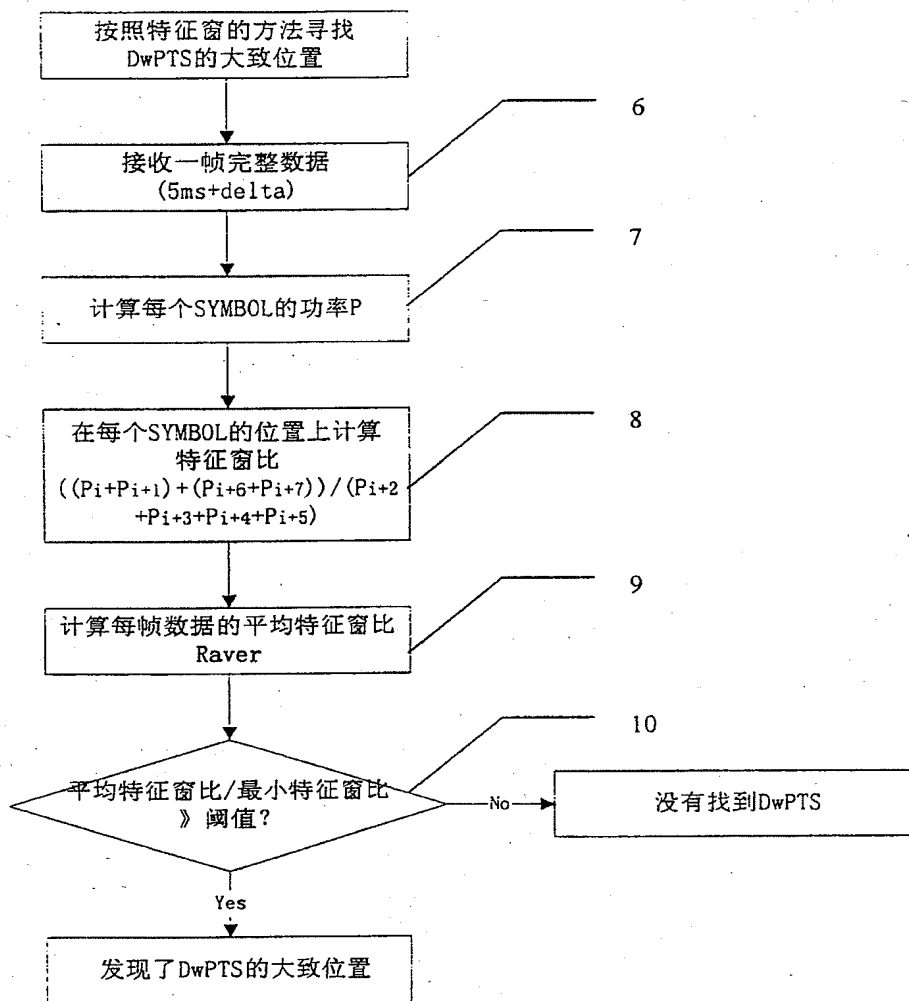 按照特征窗的方法寻找
DwPTS的大致位置
6
接收一帧完整数据
(5ms+delta)
7
计算每个SYMBOL的功率P
8
在每个SYMBOL的位置上计算
特征窗比
((Pi+Pi+1)+(Pi+6+Pi+7))/(Pi+2
+Pi+3+Pi+4+Pi+5)
9
计算每帧数据的平均特征窗比
Raver
10
平均特征窗比/最小特征窗比
》阈值?
No
没有找到DwPTS
Yes
发现了DwPTS的大致位置